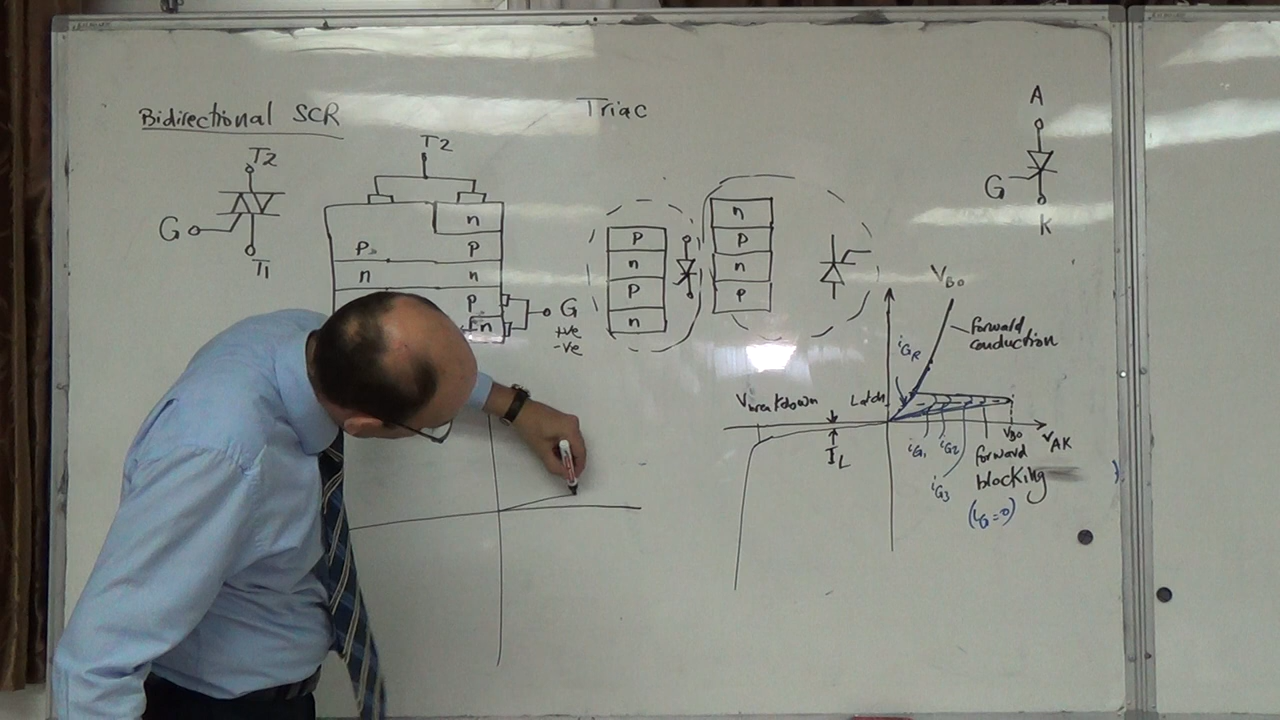 Bidirectional SCR
Triac
T2
G
T1
T2
n
P
P
n
n
P
n
G
+ve
-ve
P
n
P
n
n
P
n
P
A
G
K
VBO
forward
conduction
iGR
Vbreakdown
Latch
IL
VBO
VAK
iG1
iG2
iG3
forward
blocking
(iG=0)